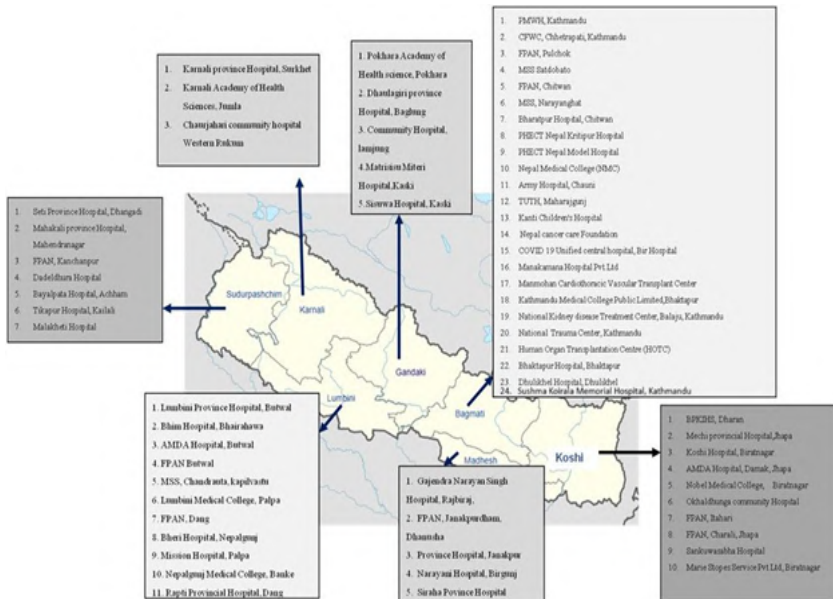 1. Karnali province Hospital, Surkhet
2. Karnali Academy of Health
Sciences, Jumla
3. Chaurjahari community hospital
Western Rukum
1. Pokhara Academy of
Health science, Pokhara
2. Dhaulagiri province
Hospital, Baglung
3. Community Hospital,
lamjung
4.Matrisisu Miteri
Hospital,Kaski
5. Sisuwa Hospital, Kaski
1. PMWH, Kathmandu
2. CFWC, Chhetrapati, Kathmandu
3. FPAN, Pulchok
4. MSS Satdobato
5. FPAN, Chitwan
6. MSS, Narayanghat
7. Bharatpur Hospital, Chitwan
8. PHECT Nepal Kritipur Hospital
9. PHECT Nepal Model Hospital
10. Nepal Medical College (NMC)
11. Army Hospital, Chauni
12. TUTH, Maharajgunj
13. Kanti Children's Hospital
14. Nepal cancer care Foundation
15. COVID 19 Unified central hospital, Bir Hospital
16. Manakamana Hospital Pvt.Ltd
17. Manmohan Cardiothoracic Vascular Transplant Center
18. Kathmandu Medical College Public Limited,Bhaktapur
19. National Kidney disease Treatment Center, Balaju, Kathmandu
20. National Trauma Center, Kathmandu
21. Human Organ Transplantation Centre (HOTC)
22. Bhaktapur Hospital, Bhaktapur
23. Dhulikhel Hospital, Dhulikhel
24. Sushma Koirala Memorial Hospital, Kathmandu
1. Seti Province Hospital, Dhangadi
2. Mahakali province Hospital,
Mahendranagar
3. FPAN, Kanchanpur
4. Dadeldhura Hospital
5. Bayalpata Hospital, Achham
6. Tikapur Hospital, Kailali
7. Malakheti Hospital
Sudurpashchim
Karnali
Gandaki
Lumbini
Bagmati
Madhesh
Koshi
1. Lumbini Province Hospital, Butwal
2. Bhim Hospital, Bhairahawa
3. AMDA Hospital, Butwal
4. FPAN Butwal
5. MSS, Chandrauta, kapilvastu
6. Lumbini Medical College, Palpa
7. FPAN, Dang
8. Bheri Hospital, Nepalgunj
9. Mission Hospital, Palpa
10. Nepalgunj Medical College, Banke
11. Rapti Provincial Hospital, Dang
1. Gajendra Narayan Singh
Hospital, Rajbiraj,
2. FPAN, Janakpurdham,
Dhanusha
3. Province Hospital, Janakpur
4. Narayani Hospital, Birgunj
5. Siraha Povince Hospital
1. BPKIHS, Dharan
2. Mechi provincial Hospital,Jhapa
3. Koshi Hospital, Biratnagar
4. AMDA Hospital, Damak, Jhapa
5. Nobel Medical College, Biratnagar
6. Okhaldhunga community Hospital
7. FPAN, Itahari
8. FPAN, Charali, Jhapa
9. Sankuwasabha Hospital
10. Marie Stopes Service Pvt Ltd, Biratnagar